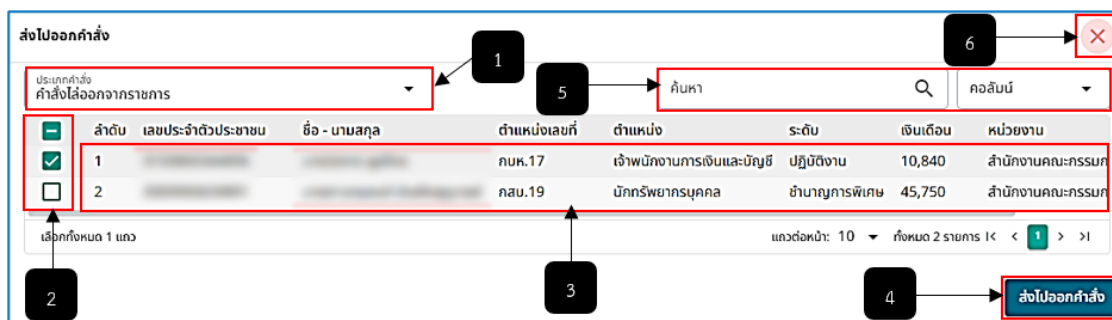 ส่งไปออกคำสั่ง
6
1
ประเภทคำสั่ง
คำสั่งไล่ออกจากราชการ
5
ค้นหา
คอลัมน์
ลำดับ เลขประจำตัวประชาชน ชื่อ - นามสกุล ตำแหน่งเลขที่ ตำแหน่ง ระดับ เงินเดือน หน่วยงาน
1 กบห.17 เจ้าพนักงานการเงินและบัญชี ปฏิบัติงาน 10,840 สำนักงานคณะกรรมก
2 กสบ.19 นักทรัพยากรบุคคล ชำนาญการพิเศษ 45,750 สำนักงานคณะกรรมก
เลือกทั้งหมด 1 แถว แถวต่อหน้า: 10 ทั้งหมด 2 รายการ |< < 1 > >|
2
3
4
ส่งไปออกคำสั่ง